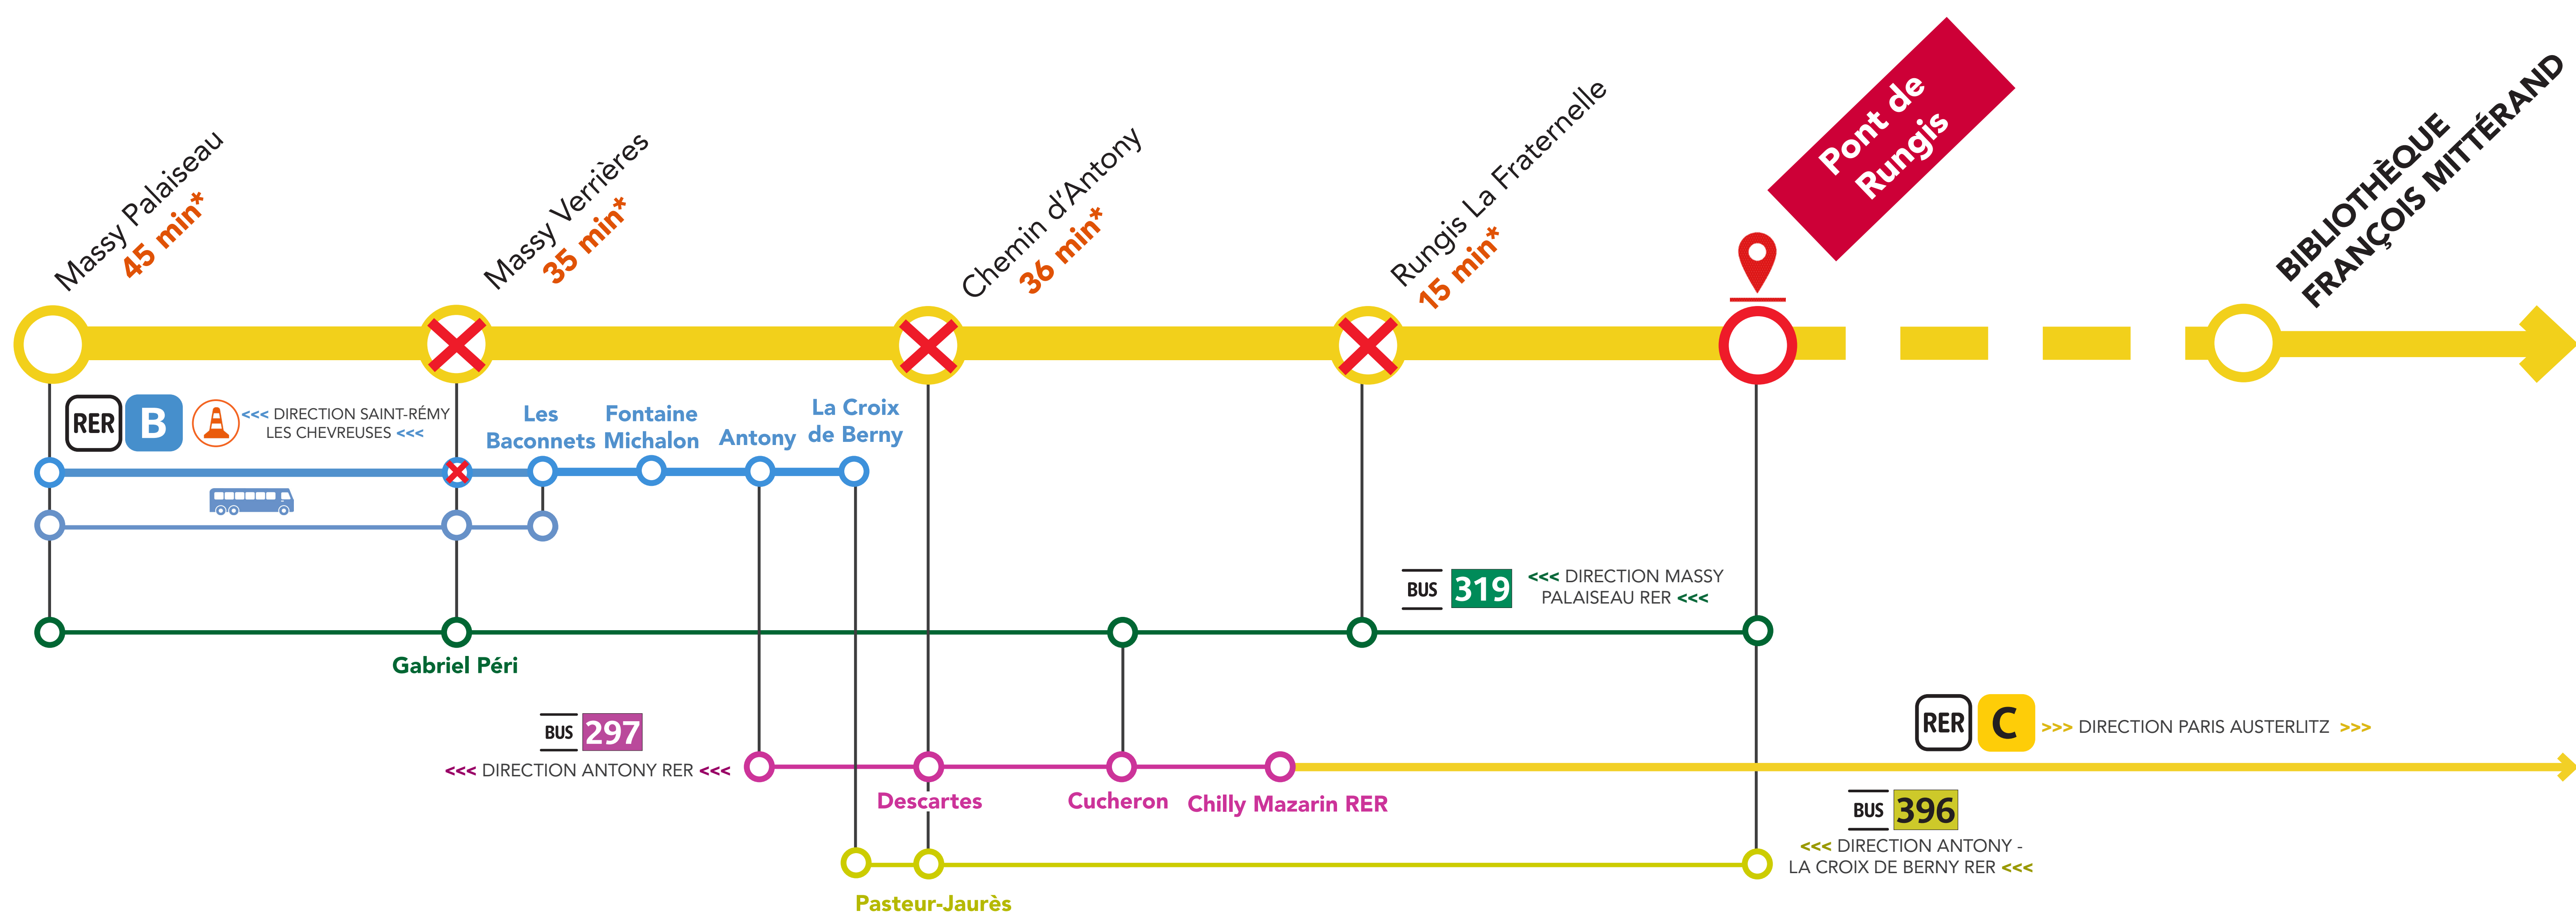 Massy Palaiseau
45 min*
Massy Verrières
35 min*
Chemin d'Antony
36 min*
Rungis La Fraternelle
15 min*
Pont de
Rungis
BIBLIOTHÈQUE
FRANÇOIS MITTÉRAND
RER B
<<< DIRECTION SAINT-RÉMY
LES CHEVREUSES <<<
Les
Baconnets
Fontaine
Michalon
Antony
La Croix
de Berny
BUS 319
<<< DIRECTION MASSY
PALAISEAU RER <<<
Gabriel Péri
BUS 297
<<< DIRECTION ANTONY RER <<<
Descartes
Cucheron
Chilly Mazarin RER
RER C
>>> DIRECTION PARIS AUSTERLITZ >>>
BUS 396
<<< DIRECTION ANTONY -
LA CROIX DE BERNY RER <<<
Pasteur-Jaurès